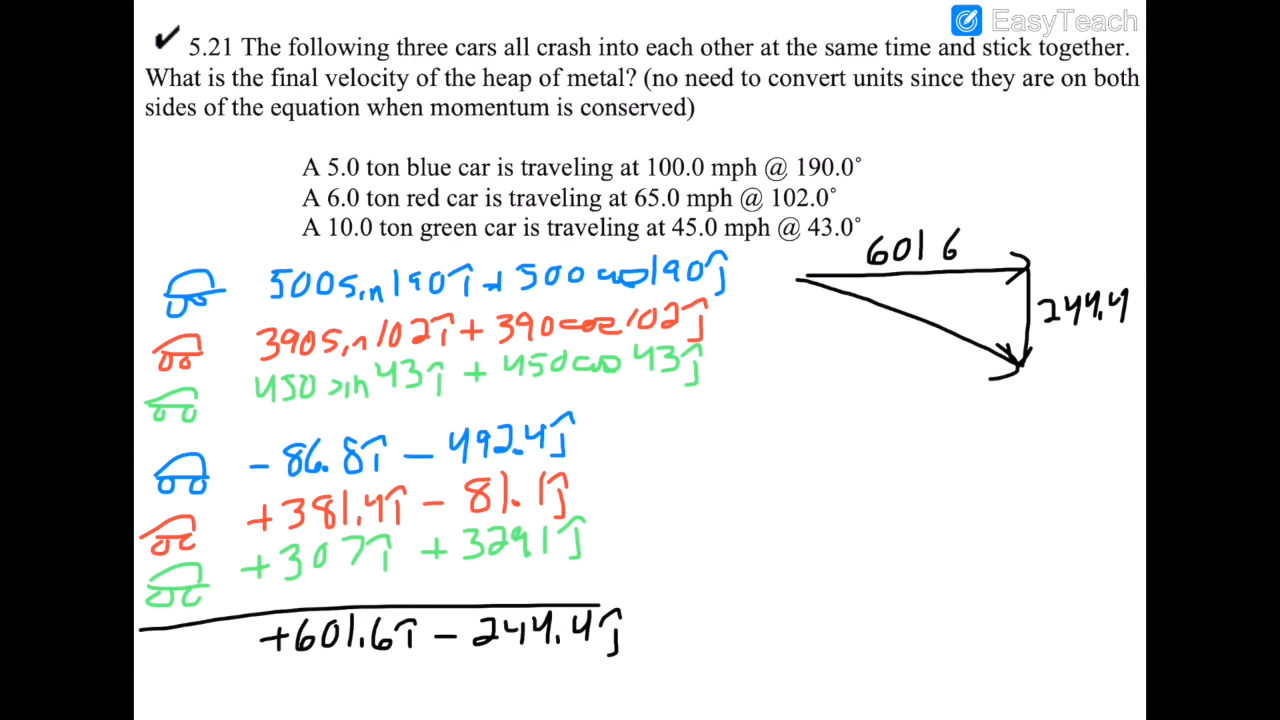 EasyTeach
✓ 5.21 The following three cars all crash into each other at the same time and stick together.
What is the final velocity of the heap of metal? (no need to convert units since they are on both
sides of the equation when momentum is conserved)
A 5.0 ton blue car is traveling at 100.0 mph @ 190.0°
A 6.0 ton red car is traveling at 65.0 mph @ 102.0°
A 10.0 ton green car is traveling at 45.0 mph @ 43.0°
500 sin 190 î + 500 cos 190 ĵ
390 sin 102 î + 390 cos 102 ĵ
450 sin 43 î + 450 cos 43 ĵ
- 86.8 î - 492.4 ĵ
+ 381.4 î - 81.1 ĵ
+ 307 î + 3291 ĵ
+ 601.6 î - 244.4 ĵ
601 6
244.4